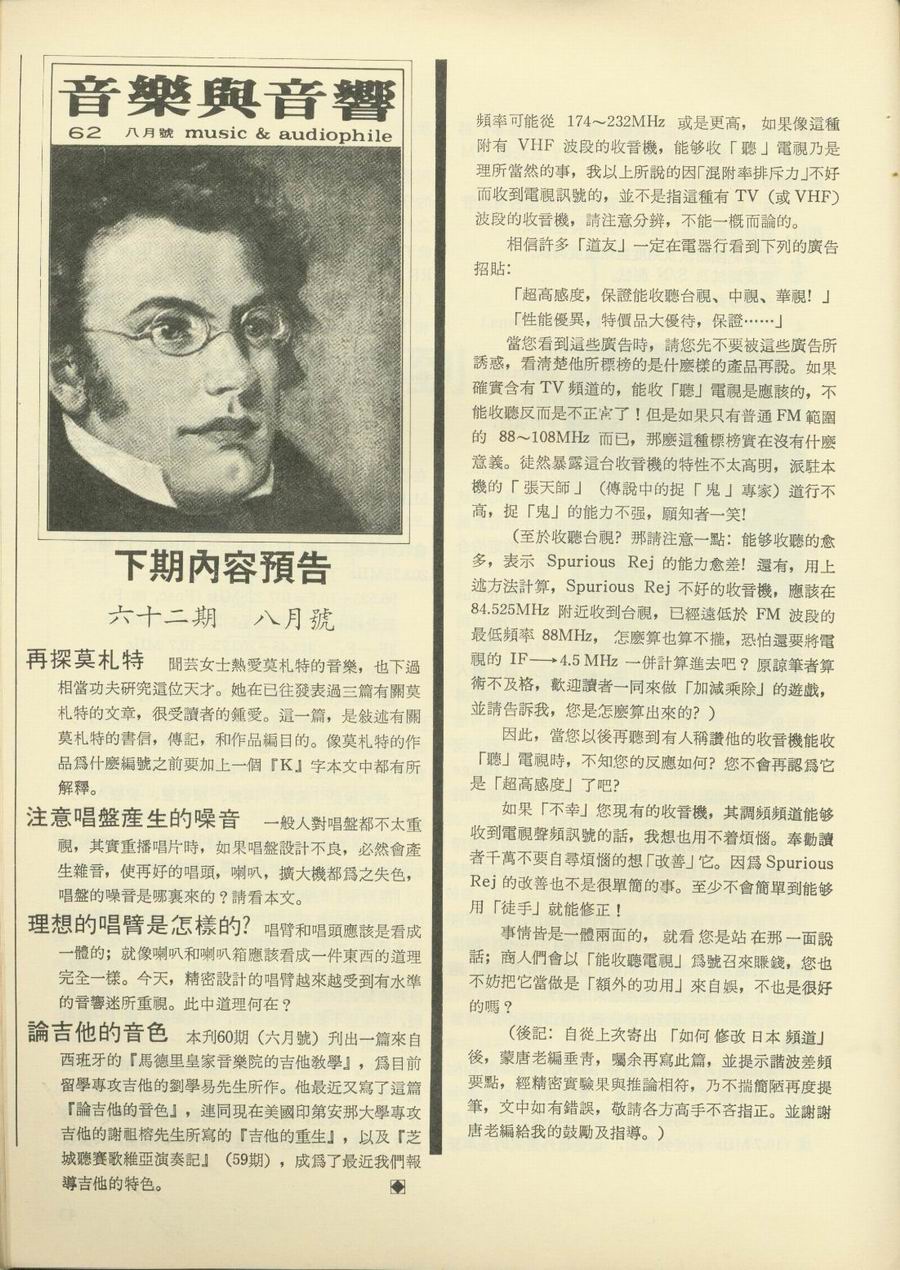 音樂與音響
62 八月號 music & audiophile
下期內容預告
六十二期 八月號
再探莫札特 聞芸女士熱愛莫札特的音樂，也下過
相當功夫研究這位天才。她在已往發表過三篇有關莫
札特的文章，很受讀者的鍾愛。這一篇，是敍述有關
莫札特的書信，傳記，和作品編目的。像莫札特的作
品爲什麽編號之前要加上一個『K』字本文中都有所
解釋。
注意唱盤產生的噪音 一般人對唱盤都不太重
視，其實重播唱片時，如果唱盤設計不良，必然會產
生雜音，使再好的唱頭，喇叭，擴大機都爲之失色，
唱盤的噪音是哪裏來的？請看本文。
理想的唱臂是怎樣的? 唱臂和唱頭應該是看成
一體的；就像喇叭和喇叭箱應該看成一件東西的道理
完全一樣。今天，精密設計的唱臂越來越受到有水準
的音響迷所重視。此中道理何在？
論吉他的音色 本刋60期（六月號）刋出一篇來自
西班牙的『馬德里皇家音樂院的吉他敎學』，爲目前
留學專攻吉他的劉學易先生所作。他最近又寫了這篇
『論吉他的音色』，連同現在美國印第安那大學專攻
吉他的謝祖榕先生所寫的『吉他的重生』，以及『芝
城聽賽歌維亞演奏記』（59期），成爲了最近我們報
導吉他的特色。
頻率可能從 174～232MHz 或是更高，如果像這種
附有 VHF 波段的收音機，能够收「聽」電視乃是
理所當然的事，我以上所說的因「混附率排斥力」不好
而收到電視訊號的，並不是指這種有 TV（或 VHF）
波段的收音機，請注意分辨，不能一概而論的。
相信許多「道友」一定在電器行看到下列的廣告
招貼：
「超高感度，保證能收聽台視、中視、華視！」
「性能優異，特價品大優待，保證……」
當您看到這些廣告時，請您先不要被這些廣告所
誘惑，看清楚他所標榜的是什麼樣的產品再說。如果
確實含有 TV 頻道的，能收「聽」電視是應該的，不
能收聽反而是不正常了！但是如果只有普通 FM 範圍
的 88～108MHz 而已，那麽這種標榜實在沒有什麽
意義。徒然暴露這台收音機的特性不太高明，派駐本
機的「張天師」（傳說中的捉「鬼」專家）道行不
高，捉「鬼」的能力不强，願知者一笑!
（至於收聽台視？那請注意一點：能够收聽的愈
多，表示 Spurious Rej 的能力愈差！還有，用上
述方法計算，Spurious Rej 不好的收音機，應該在
84.525MHz 附近收到台視，已經遠低於 FM 波段的
最低頻率 88MHz，怎麽算也算不攏，恐怕還要將電
視的 IF→4.5 MHz 一併計算進去吧？原諒筆者算
術不及格，歡迎讀者一同來做「加減乘除」的遊戲，
並請告訴我，您是怎麽算出來的？）
因此，當您以後再聽到有人稱讚他的收音機能收
「聽」電視時，不知您的反應如何？您不會再認爲它
是「超高感度」了吧？
如果「不幸」您現有的收音機，其調頻頻道能够
收到電視聲頻訊號的話，我想也用不着煩惱。奉勸讀
者千萬不要自尋煩惱的想「改善」它。因爲 Spurious
Rej 的改善也不是很單簡的事。至少不會簡單到能够
用「徒手」就能修正！
事情皆是一體兩面的，就看您是站在那一面說
話；商人們會以「能收聽電視」爲號召來賺錢，您也
不妨把它當做是「額外的功用」來自娛，不也是很好
的嗎？
（後記：自從上次寄出「如何修改日本頻道」
後，蒙唐老編垂青，囑余再寫此篇，並提示諧波差頻
要點，經精密實驗果與推論相符，乃不揣簡陋再度提
筆，文中如有錯誤，敬請各方高手不吝指正。並謝謝
唐老編給我的鼓勵及指導。）